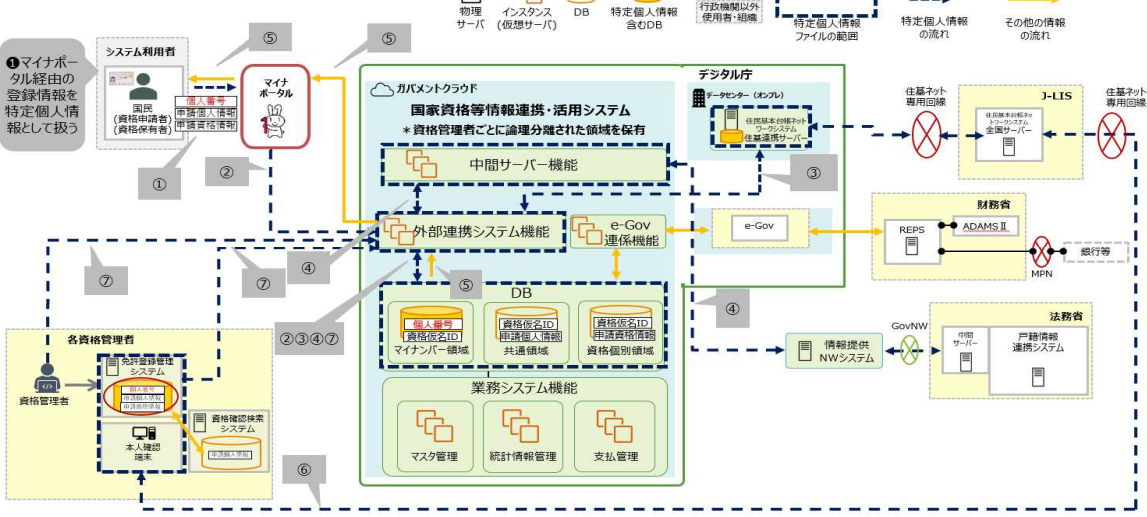 物理
サーバ
インスタンス
(仮想サーバ)
DB
特定個人情報
含むDB
行政機関以外
使用者・組織
特定個人情報
ファイルの範囲
特定個人情報
の流れ
その他の情報
の流れ
❶マイナポー
タル経由の
登録情報を
特定個人情
報として扱う
システム利用者
国民
(資格申請者)
(資格保有者)
個人番号
申請個人情報
申請資格情報
⑤
マイナ
ポータル
⑤
①
②
デジタル庁
ガバメントクラウド
国家資格等情報連携・活用システム
*資格管理者ごとに論理分離された領域を保有
中間サーバー機能
外部連携システム機能
e-Gov
連係機能
データセンター(オンプレ)
住民基本台帳ネット
ワークシステム
住基連携サーバー
③
e-Gov
④
⑤
②③④⑦
DB
個人番号
資格仮名ID
マイナンバー領域
資格仮名ID
申請個人情報
共通領域
資格仮名ID
申請資格情報
資格個別領域
業務システム機能
マスタ管理
統計情報管理
支払管理
④
住基ネット
専用回線
J-LIS
住民基本台帳ネッ
トワークシステム
全国サーバー
住基ネット
専用回線
財務省
REPS
ADAMSⅡ
MPN
銀行等
法務省
GovNW
情報提供
NWシステム
中間
サーバー
戸籍情報
連携システム
⑦
⑦
各資格管理者
資格管理者
免許登録管理
システム
個人番号
申請個人情報
申請資格情報
本人確認
端末
資格確認検索
システム
申請個人情報
⑥